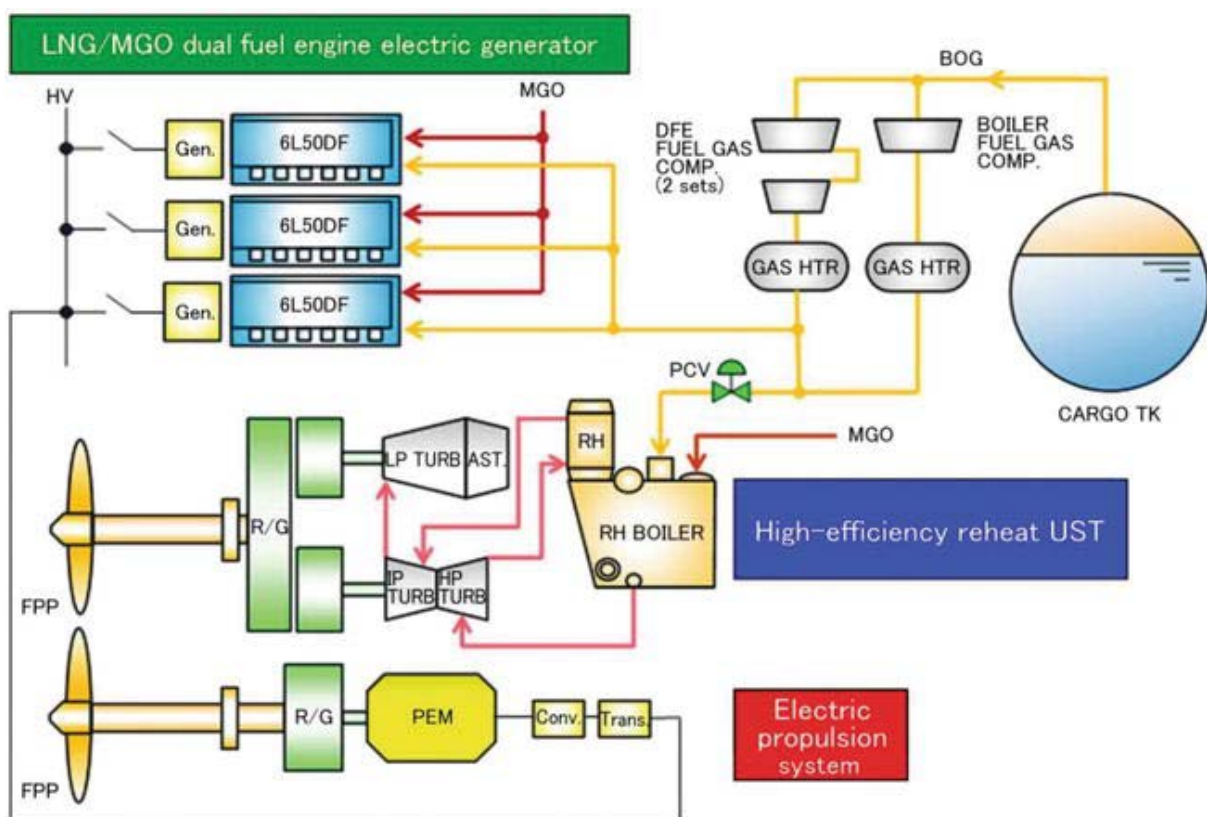 LNG/MGO dual fuel engine electric generator
HV
MGO
BOG
Gen.
6L50DF
Gen.
6L50DF
Gen.
6L50DF
DFE
FUEL GAS
COMP.
(2 sets)
BOILER
FUEL GAS
COMP.
GAS HTR
GAS HTR
PCV
CARGO TK
MGO
RH
LP TURB
AST.
R/G
RH BOILER
High-efficiency reheat UST
IP
TURB
HP
TURB
FPP
R/G
PEM
Conv.
Trans.
Electric
propulsion
system
FPP